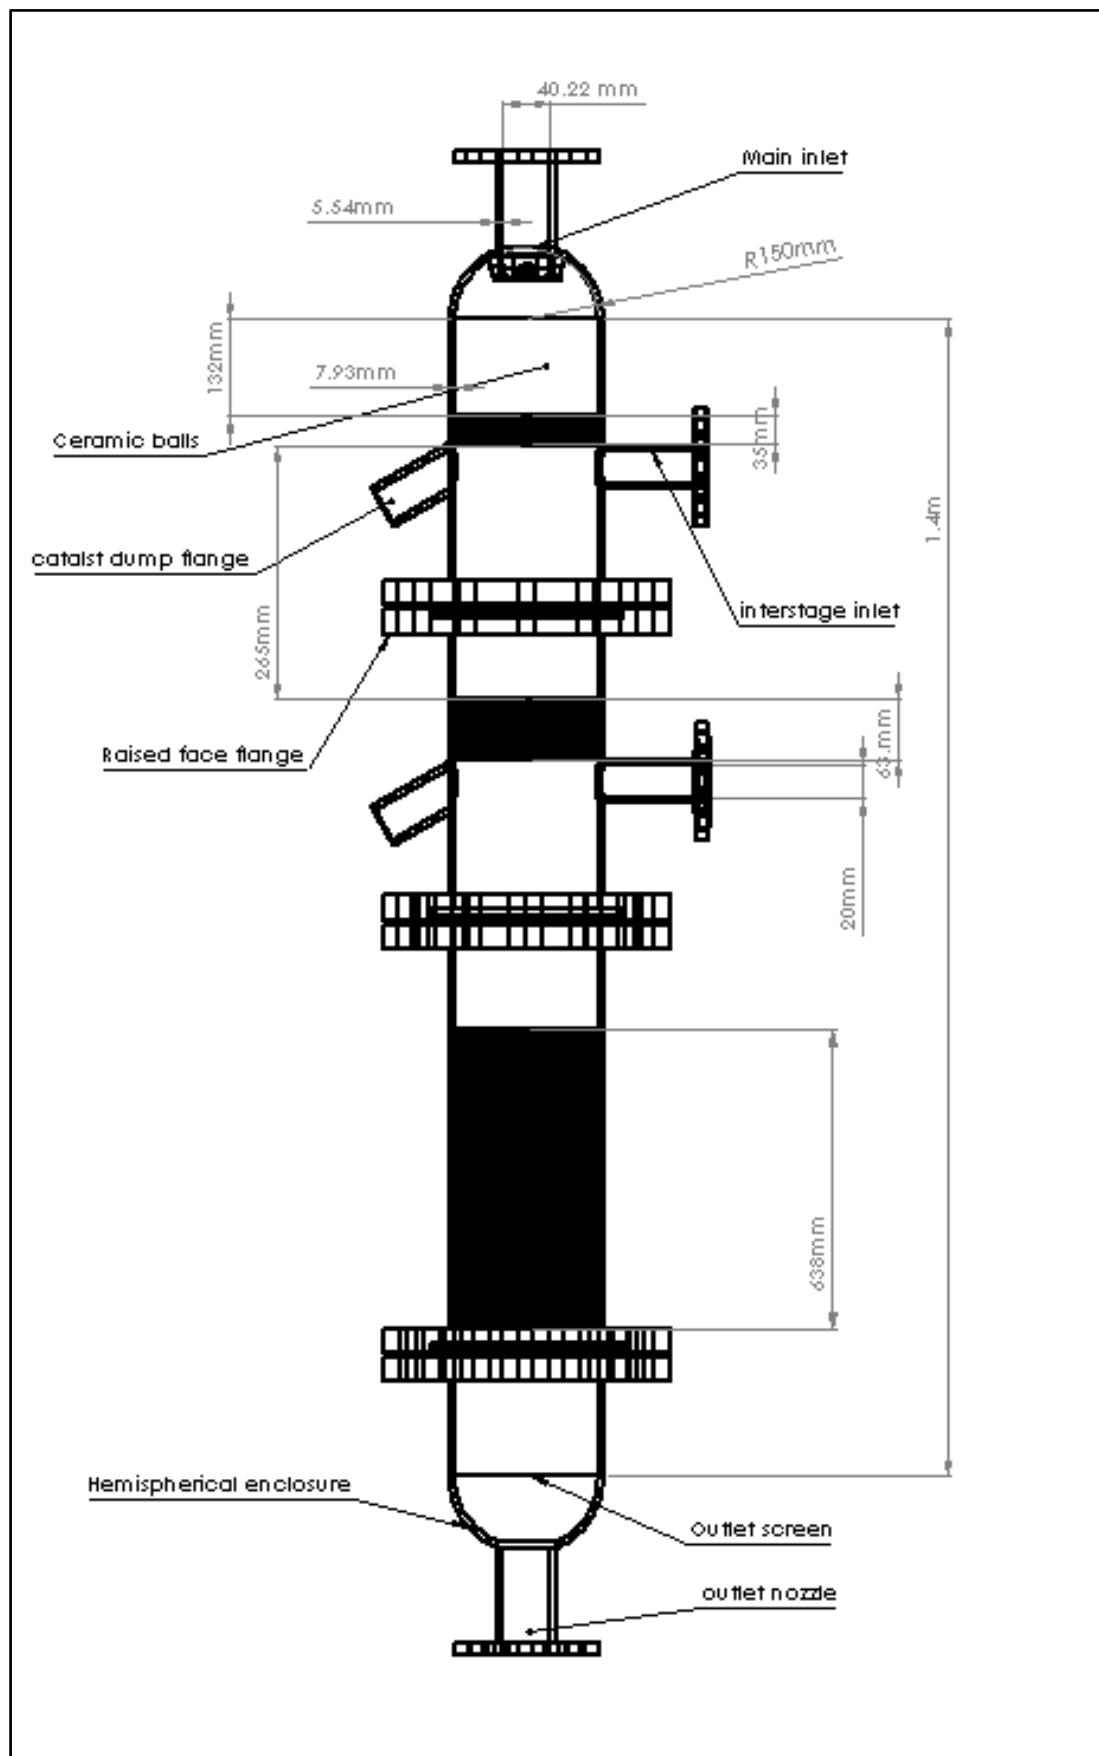 40.22 mm
Main inlet
5.54mm
R150mm
132mm
7.93mm
35mm
Ceramic balls
1.4m
catalst dump flange
interstage inlet
265mm
Raised face flange
63.mm
20mm
638mm
Hemispherical enclosure
Outlet screen
outlet nozzle